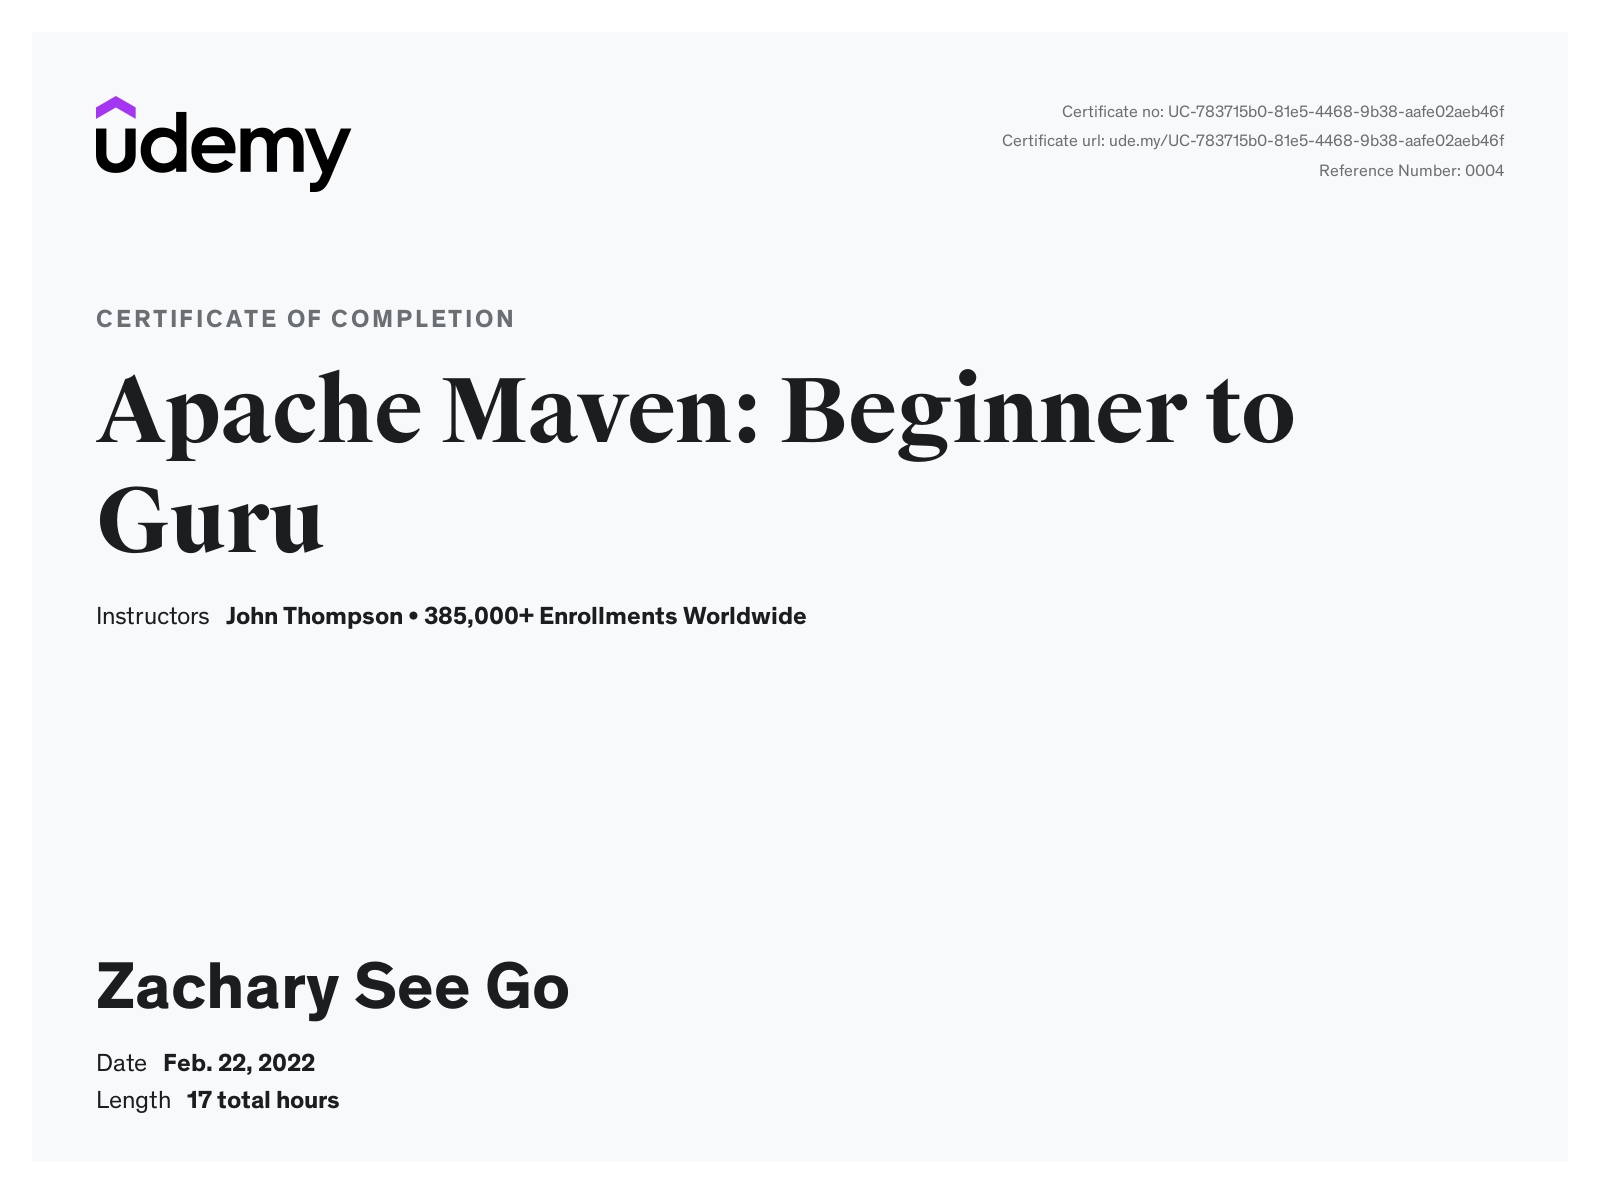 udemy
Certificate no: UC-783715b0-81e5-4468-9b38-aafe02aeb46f
Certificate url: ude.my/UC-783715b0-81e5-4468-9b38-aafe02aeb46f
Reference Number: 0004
CERTIFICATE OF COMPLETION
Apache Maven: Beginner to
Guru
Instructors John Thompson • 385,000+ Enrollments Worldwide
Zachary See Go
Date Feb. 22, 2022
Length 17 total hours